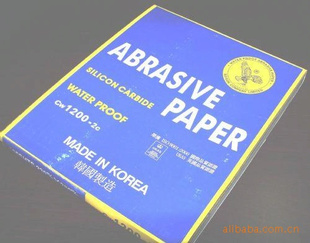 ABRASIVE
PAPER
SILICON CARBIDE
WATER PROOF
CW 1200-2C
MADE IN KOREA
韓國製造
alibaba.com.cn